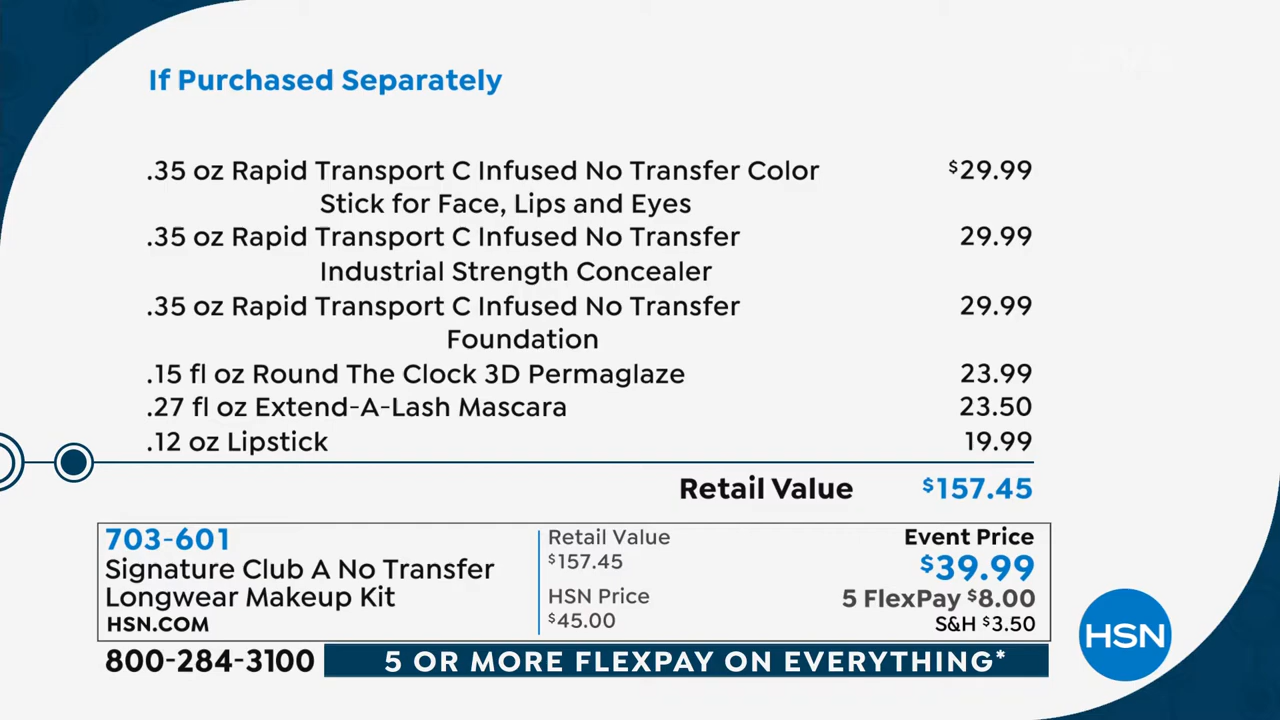 If Purchased Separately
.35 oz Rapid Transport C Infused No Transfer Color $29.99
Stick for Face, Lips and Eyes
.35 oz Rapid Transport C Infused No Transfer 29.99
Industrial Strength Concealer
.35 oz Rapid Transport C Infused No Transfer 29.99
Foundation
.15 fl oz Round The Clock 3D Permaglaze 23.99
.27 fl oz Extend-A-Lash Mascara 23.50
.12 oz Lipstick 19.99
Retail Value $157.45
703-601
Signature Club A No Transfer
Longwear Makeup Kit
HSN.COM
Retail Value
$157.45
HSN Price
$45.00
Event Price
$39.99
5 FlexPay $8.00
S&H $3.50
HSN
800-284-3100 5 OR MORE FLEXPAY ON EVERYTHING*